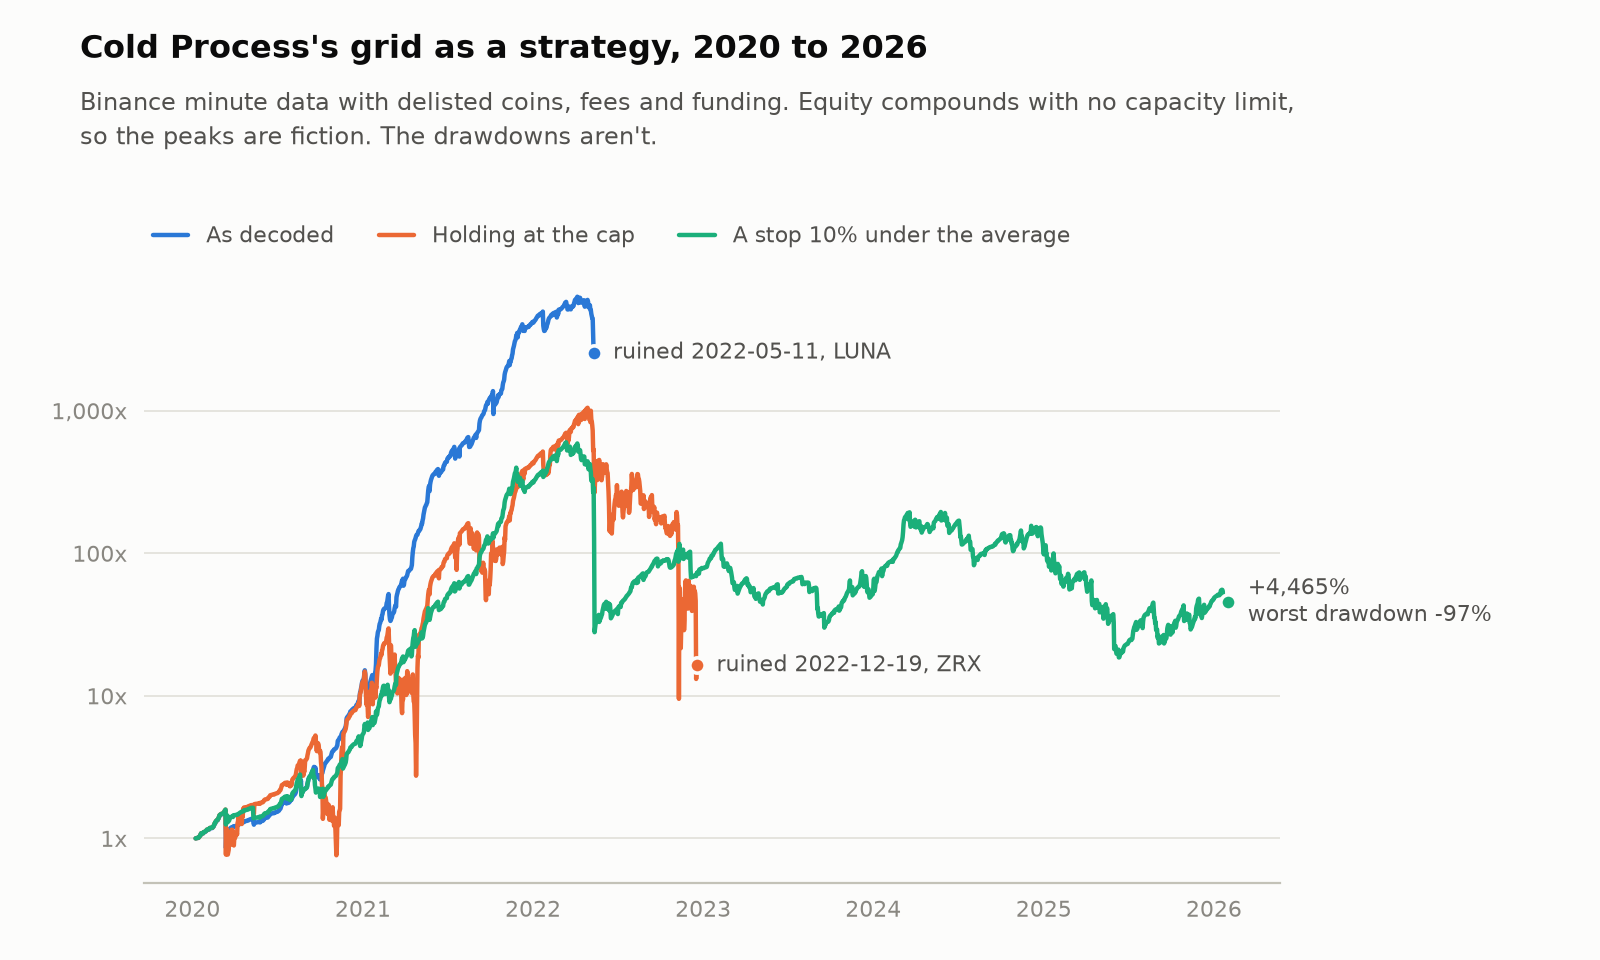 Cold Process's grid as a strategy, 2020 to 2026
Binance minute data with delisted coins, fees and funding. Equity compounds with no capacity limit,
so the peaks are fiction. The drawdowns aren't.
As decoded
Holding at the cap
A stop 10% under the average
ruined 2022-05-11, LUNA
1,000x
100x
+4,465%
worst drawdown -97%
ruined 2022-12-19, ZRX
10x
1x
2020
2021
2022
2023
2024
2025
2026